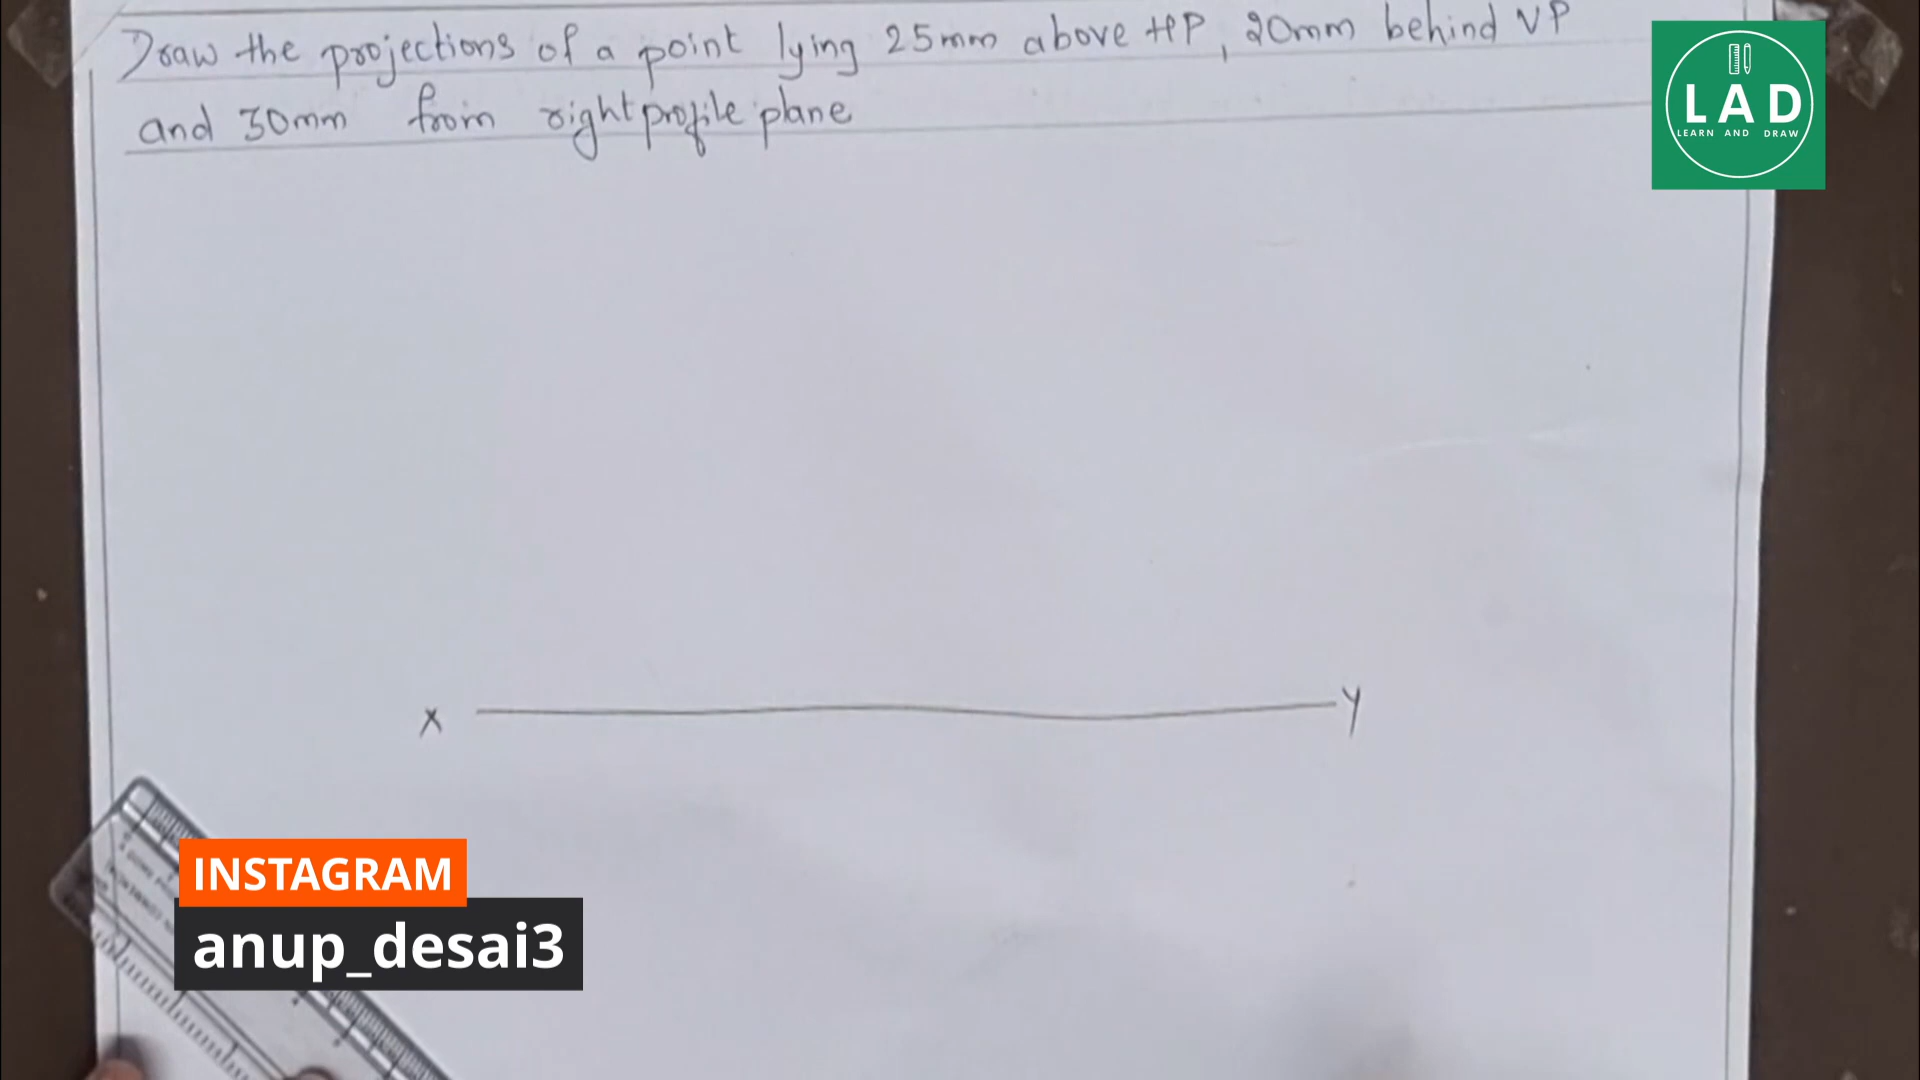 Draw the projections of a point lying 25mm above HP, 20mm behind VP
and 30mm from right profile plane
LAD
LEARN AND DRAW
X
Y
INSTAGRAM
anup_desai3